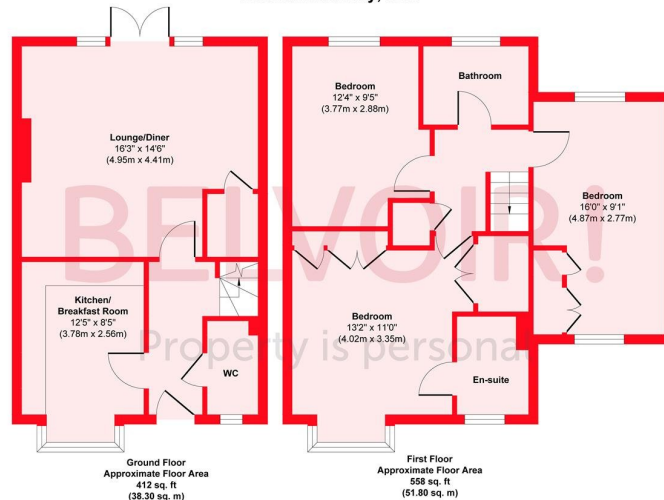 Lounge/Diner
16'3" x 14'6"
(4.95m x 4.41m)
Kitchen/
Breakfast Room
12'5" x 8'5"
(3.78m x 2.56m)
WC
Ground Floor
Approximate Floor Area
412 sq. ft
(38.30 sq. m)
Bedroom
12'4" x 9'5"
(3.77m x 2.88m)
Bathroom
Bedroom
16'0" x 9'1"
(4.87m x 2.77m)
Bedroom
13'2" x 11'0"
(4.02m x 3.35m)
En-suite
First Floor
Approximate Floor Area
558 sq. ft
(51.80 sq. m)
BELVOIR!
Property is personal